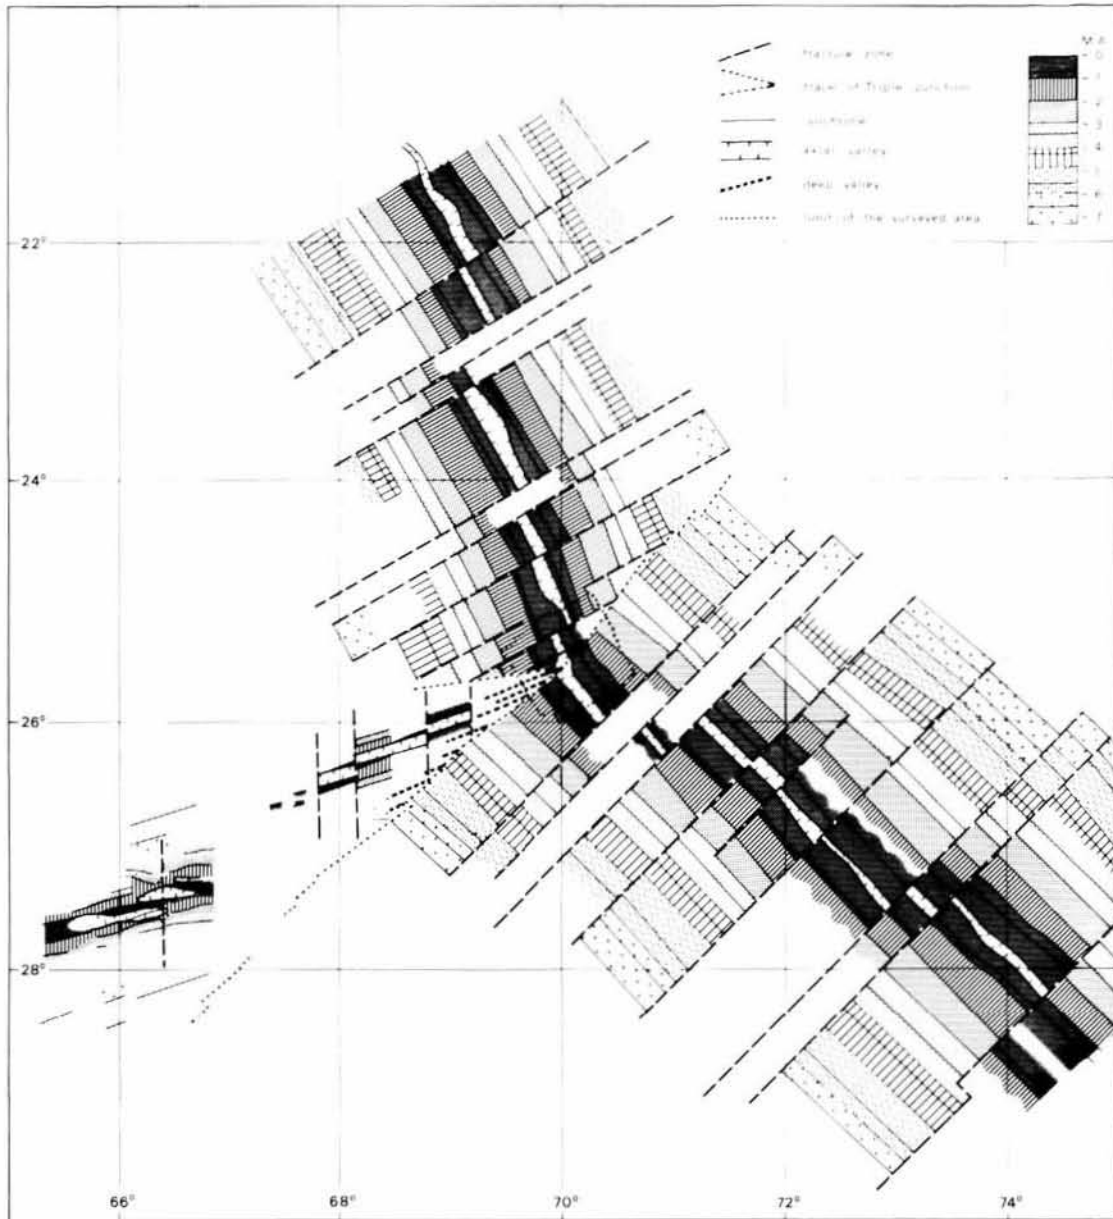 fracture zone
traces of Triple Junction
isochrone
axial valley
deep valley
limit of the surveyed area
M.A
0
1
2
3
4
5
6
7
22°
24°
26°
28°
66°
68°
70°
72°
74°